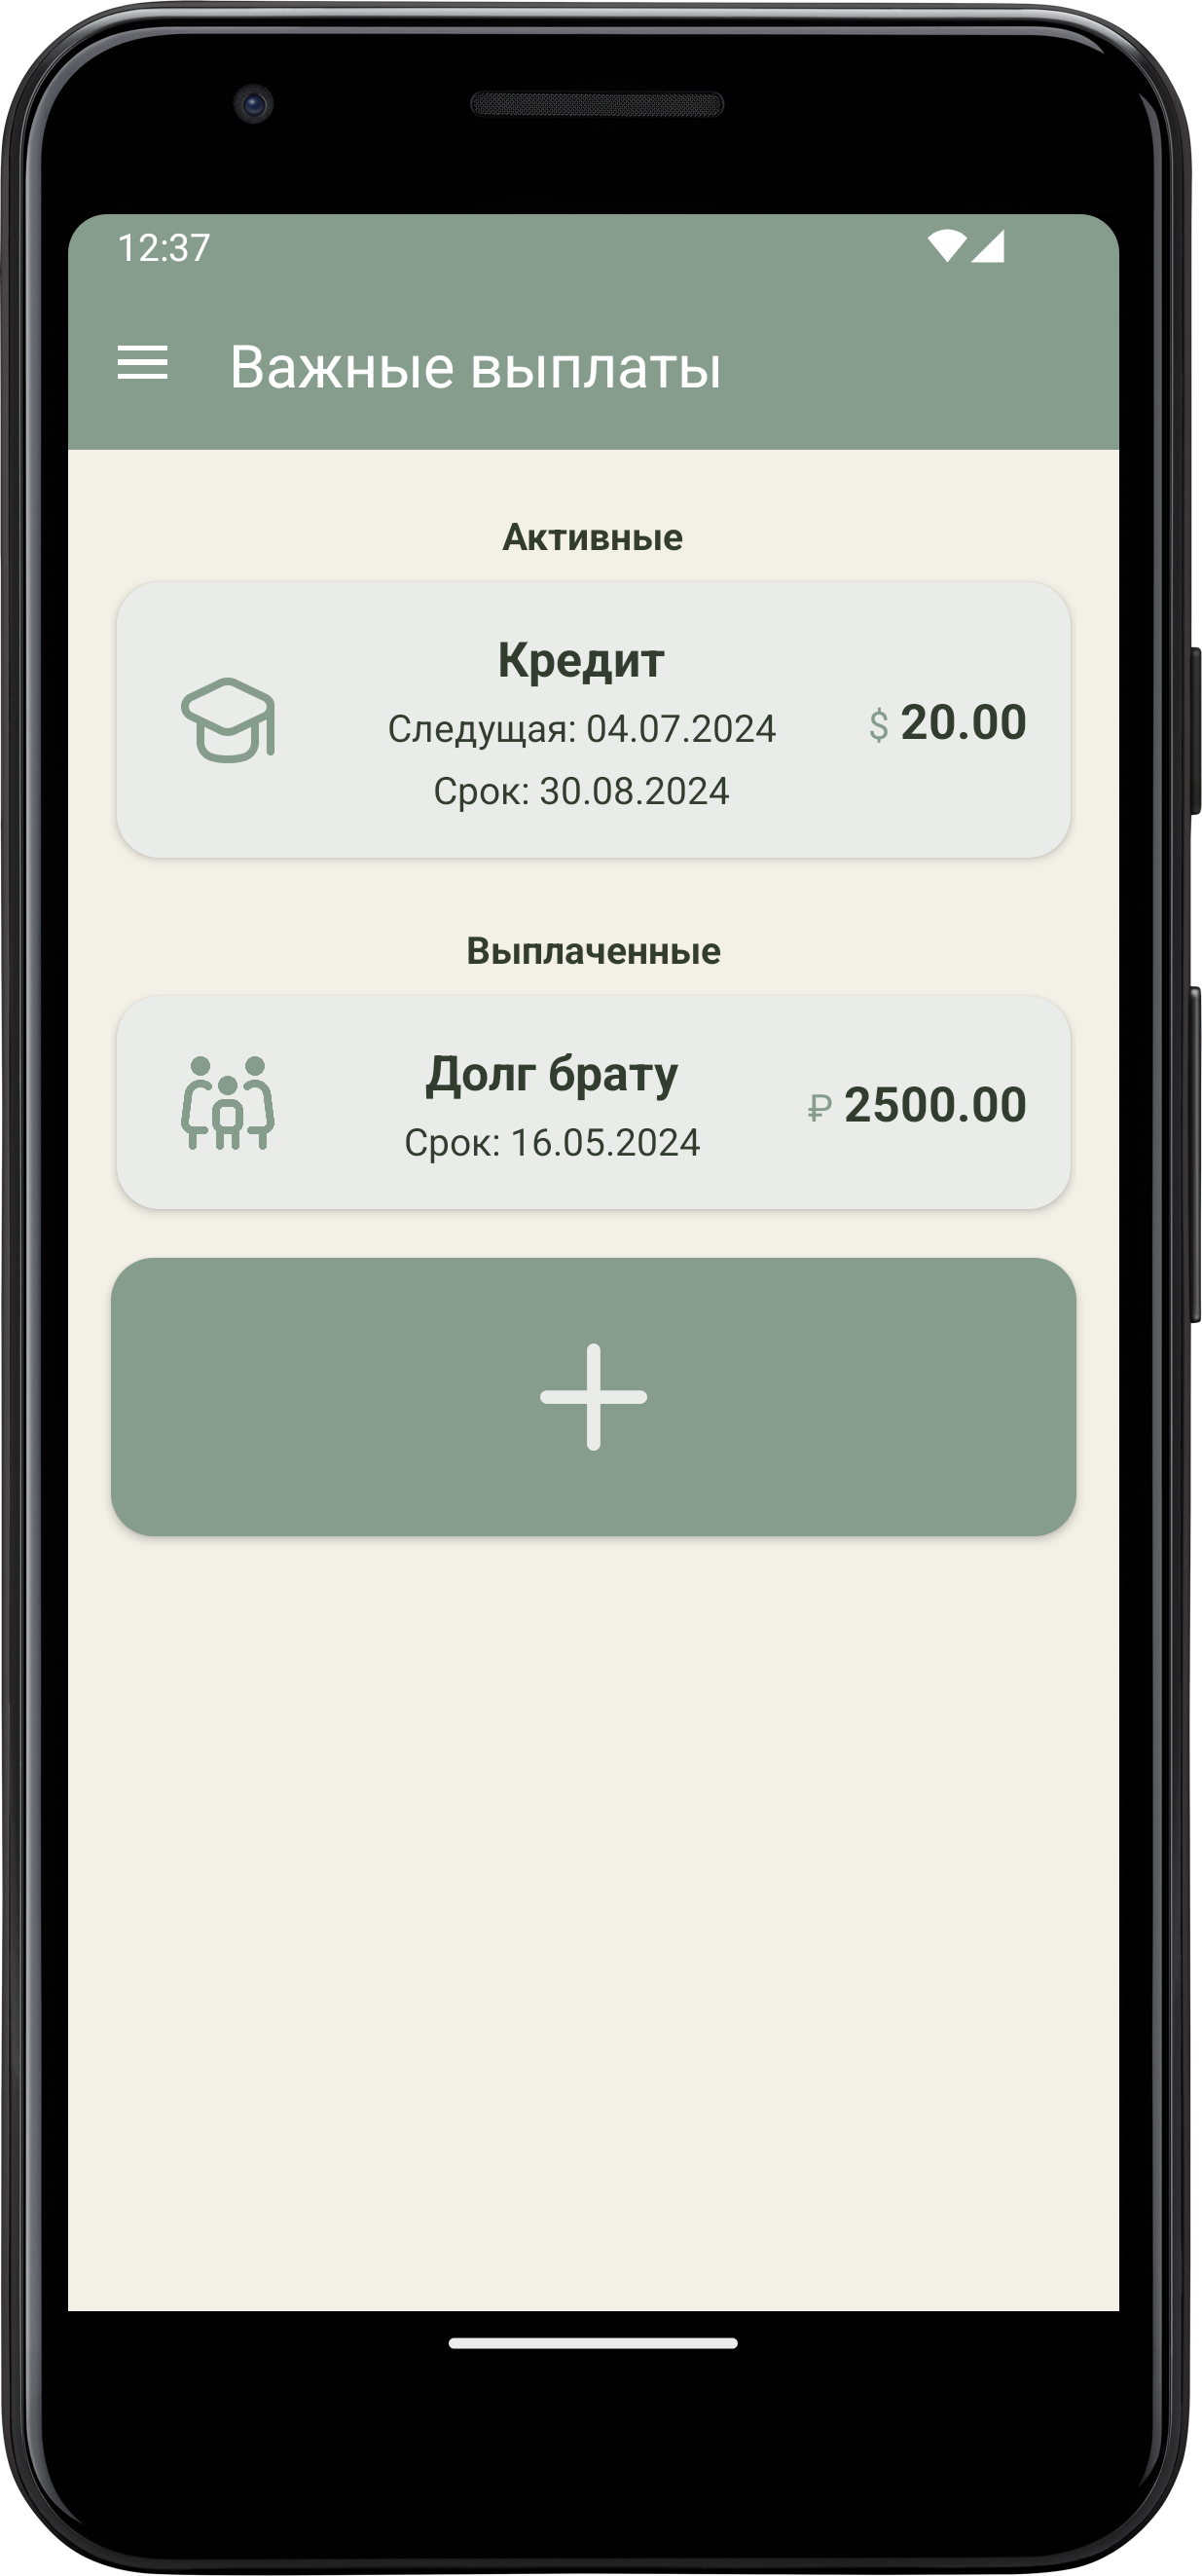 12:37
Важные выплаты
Активные
Кредит
Следущая: 04.07.2024
$ 20.00
Срок: 30.08.2024
Выплаченные
Долг брату
₽ 2500.00
Срок: 16.05.2024